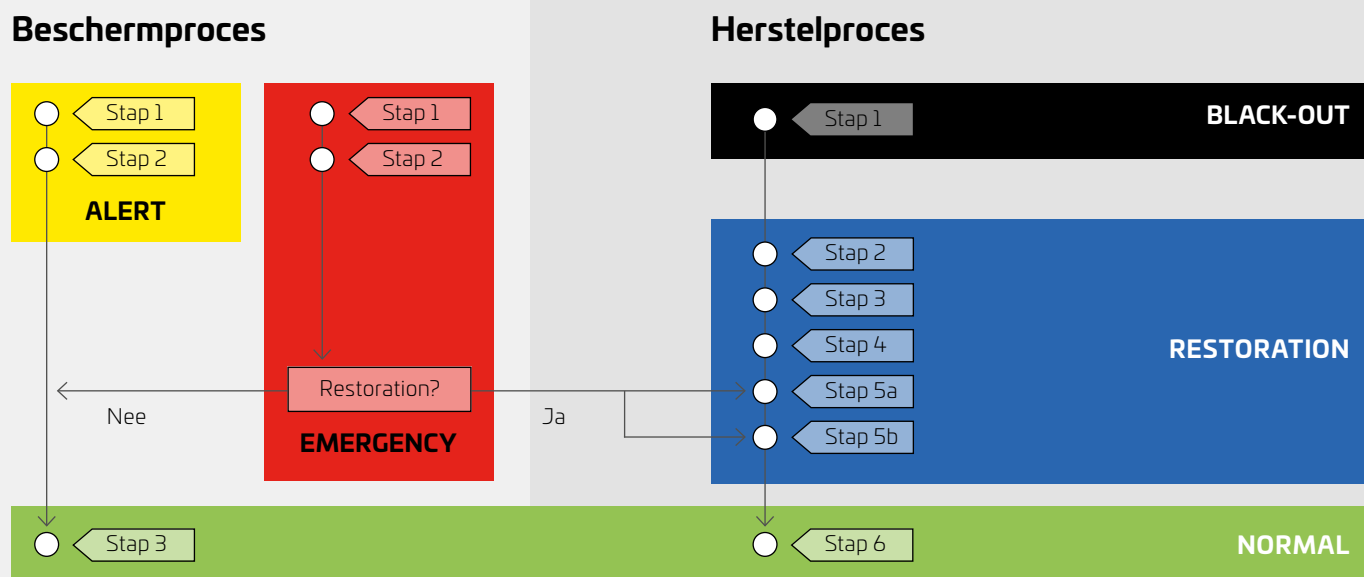 Beschermproces
Herstelproces
Stap 1
Stap 2
ALERT
Stap 1
Stap 2
Restoration?
EMERGENCY
Nee
Ja
Stap 1
BLACK-OUT
Stap 2
Stap 3
Stap 4
Stap 5a
Stap 5b
RESTORATION
Stap 3
Stap 6
NORMAL